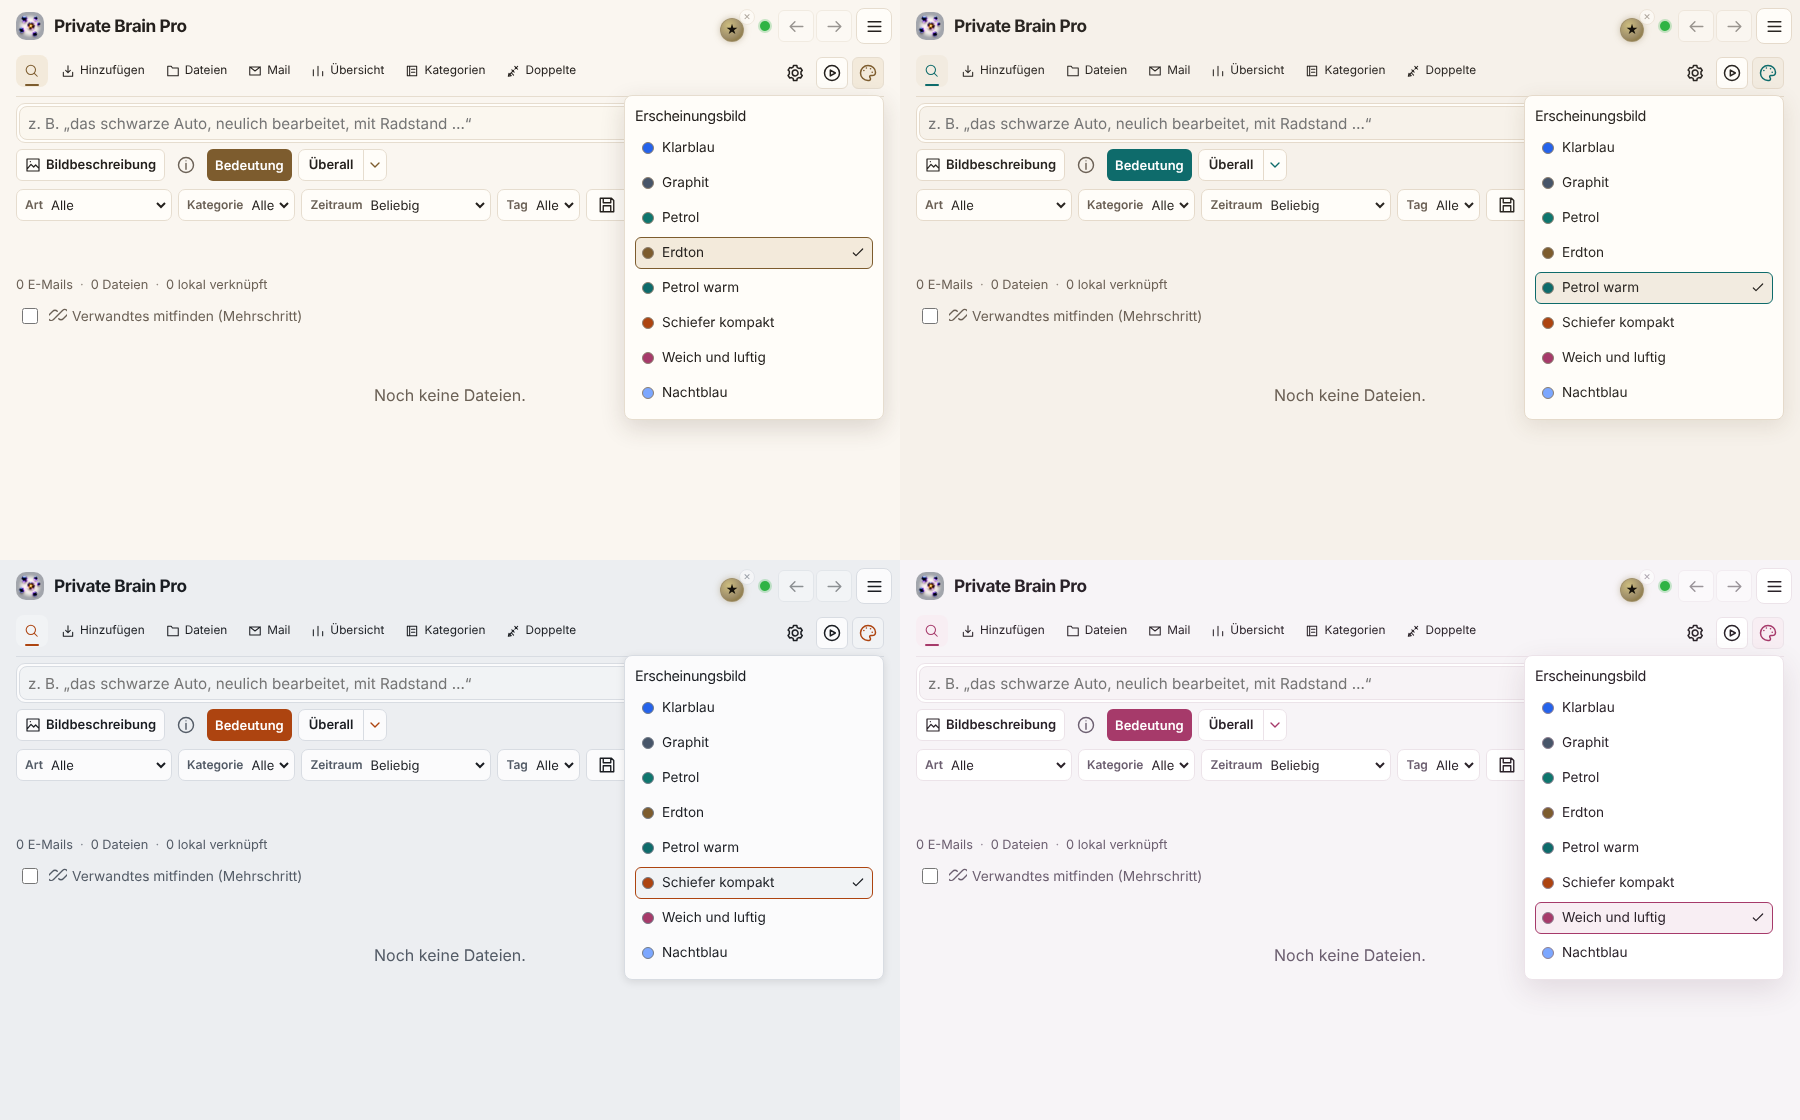 Private Brain Pro
Hinzufügen Dateien Mail Übersicht Kategorien Doppelte
z. B. „das schwarze Auto, neulich bearbeitet, mit Radstand ...“
Bildbeschreibung Bedeutung Überall
Art Alle Kategorie Alle Zeitraum Beliebig Tag Alle
0 E-Mails · 0 Dateien · 0 lokal verknüpft
Verwandtes mitfinden (Mehrschritt)
Noch keine Dateien.
Erscheinungsbild
Klarblau
Graphit
Petrol
Erdton
Petrol warm
Schiefer kompakt
Weich und luftig
Nachtblau
Private Brain Pro
Hinzufügen Dateien Mail Übersicht Kategorien Doppelte
z. B. „das schwarze Auto, neulich bearbeitet, mit Radstand ...“
Bildbeschreibung Bedeutung Überall
Art Alle Kategorie Alle Zeitraum Beliebig Tag Alle
0 E-Mails · 0 Dateien · 0 lokal verknüpft
Verwandtes mitfinden (Mehrschritt)
Noch keine Dateien.
Erscheinungsbild
Klarblau
Graphit
Petrol
Erdton
Petrol warm
Schiefer kompakt
Weich und luftig
Nachtblau
Private Brain Pro
Hinzufügen Dateien Mail Übersicht Kategorien Doppelte
z. B. „das schwarze Auto, neulich bearbeitet, mit Radstand ...“
Bildbeschreibung Bedeutung Überall
Art Alle Kategorie Alle Zeitraum Beliebig Tag Alle
0 E-Mails · 0 Dateien · 0 lokal verknüpft
Verwandtes mitfinden (Mehrschritt)
Noch keine Dateien.
Erscheinungsbild
Klarblau
Graphit
Petrol
Erdton
Petrol warm
Schiefer kompakt
Weich und luftig
Nachtblau
Private Brain Pro
Hinzufügen Dateien Mail Übersicht Kategorien Doppelte
z. B. „das schwarze Auto, neulich bearbeitet, mit Radstand ...“
Bildbeschreibung Bedeutung Überall
Art Alle Kategorie Alle Zeitraum Beliebig Tag Alle
0 E-Mails · 0 Dateien · 0 lokal verknüpft
Verwandtes mitfinden (Mehrschritt)
Noch keine Dateien.
Erscheinungsbild
Klarblau
Graphit
Petrol
Erdton
Petrol warm
Schiefer kompakt
Weich und luftig
Nachtblau